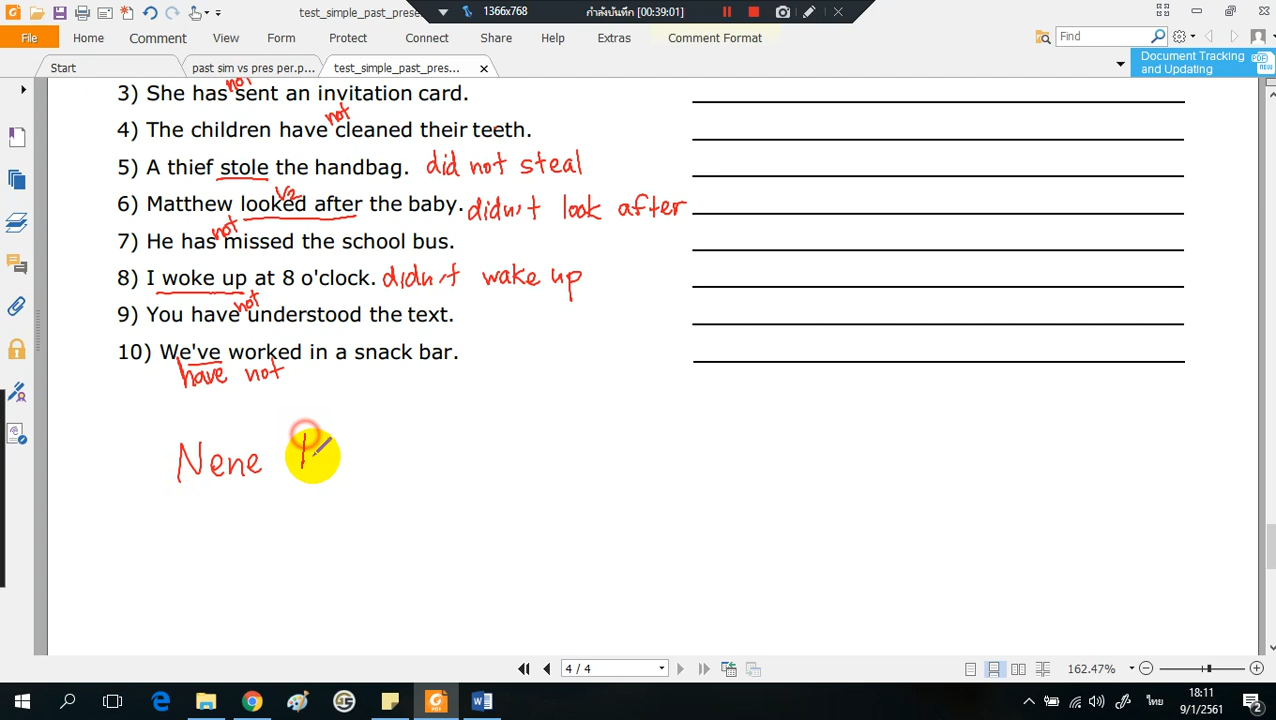 test_simple_past_prese
1366x768
กำลังบันทึก [00:39:01]
File Home Comment View Form Protect Connect Share Help Extras Comment Format
Find
Start past sim vs pres per.p... test_simple_past_pres...
Document Tracking
and Updating
not
3) She has sent an invitation card.
not
4) The children have cleaned their teeth.
5) A thief stole the handbag. did not steal
V2
6) Matthew looked after the baby. didn't look after
not
7) He has missed the school bus.
8) I woke up at 8 o'clock. didn't wake up
not
9) You have understood the text.
10) We've worked in a snack bar.
have not
Nene
4 / 4
162.47%
ไทย
18:11
9/1/2561
2